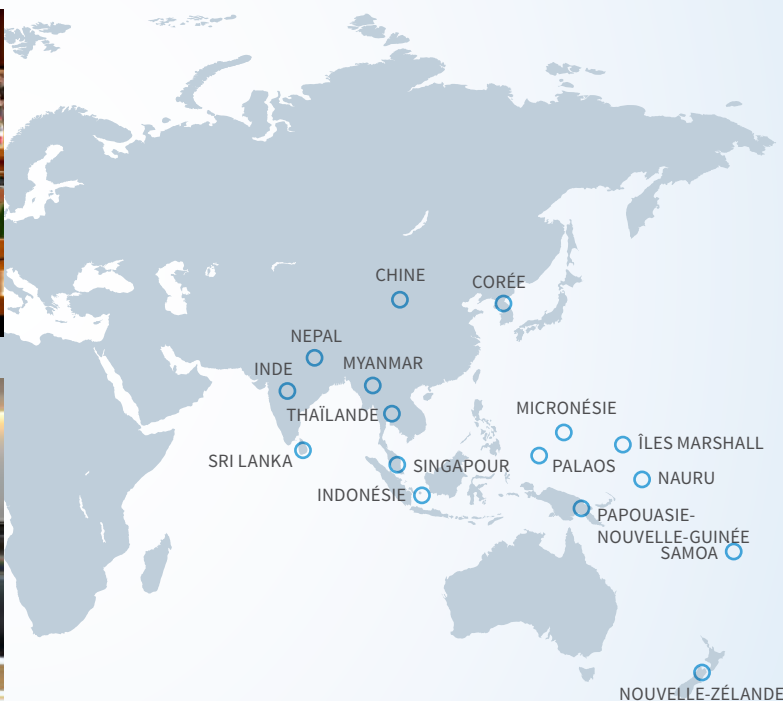 CHINE
CORÉE
NEPAL
INDE
MYANMAR
THAÏLANDE
MICRONÉSIE
ÎLES MARSHALL
SRI LANKA
SINGAPOUR
PALAOS
NAURU
INDONÉSIE
PAPOUASIE-
NOUVELLE-GUINÉE
SAMOA
NOUVELLE-ZÉLANDE